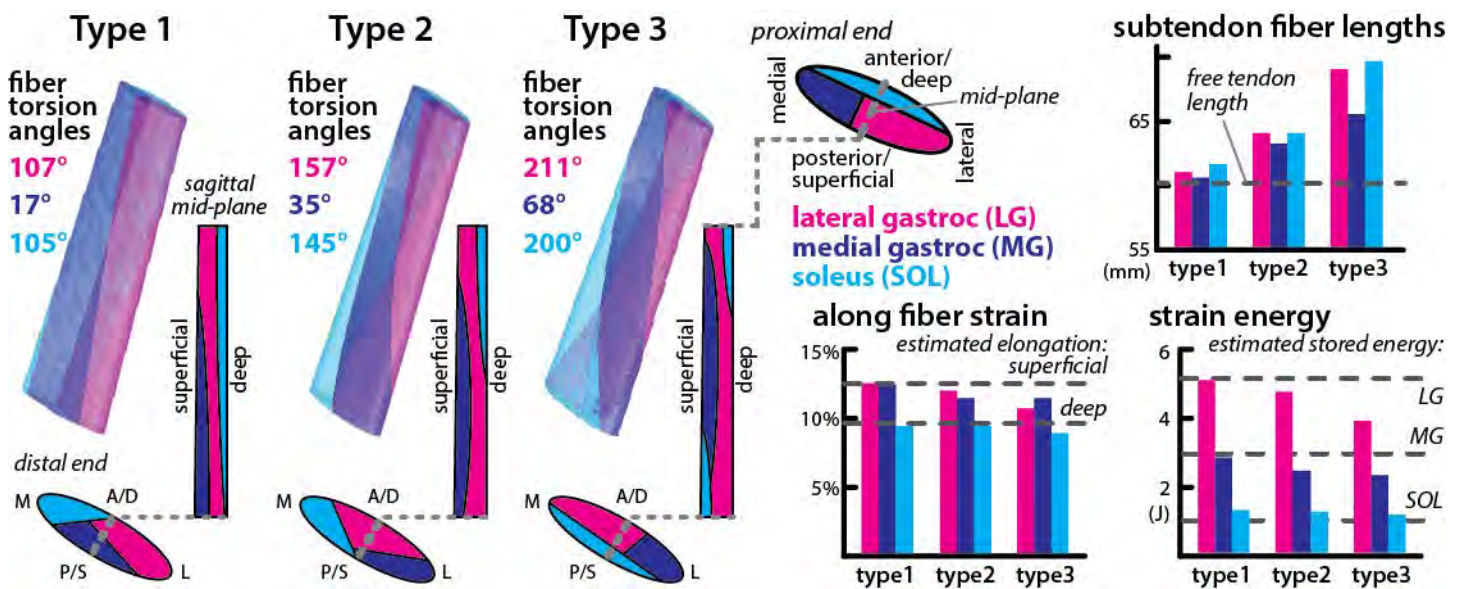 Type 1
fiber
torsion
angles
107°
17°
105°
sagittal
mid-plane
superficial
deep
distal end
M
A/D
P/S
L
Type 2
fiber
torsion
angles
157°
35°
145°
superficial
deep
M
A/D
P/S
L
Type 3
fiber
torsion
angles
211°
68°
200°
superficial
deep
M
A/D
P/S
L
proximal end
medial
anterior/
deep
mid-plane
posterior/
superficial
lateral
lateral gastroc (LG)
medial gastroc (MG)
soleus (SOL)
subtendon fiber lengths
free tendon
length
65
55
(mm)
type1
type2
type3
along fiber strain
15%
estimated elongation:
superficial
deep
10%
5%
type1
type2
type3
strain energy
6
estimated stored energy:
LG
4
MG
2
(J)
SOL
type1
type2
type3